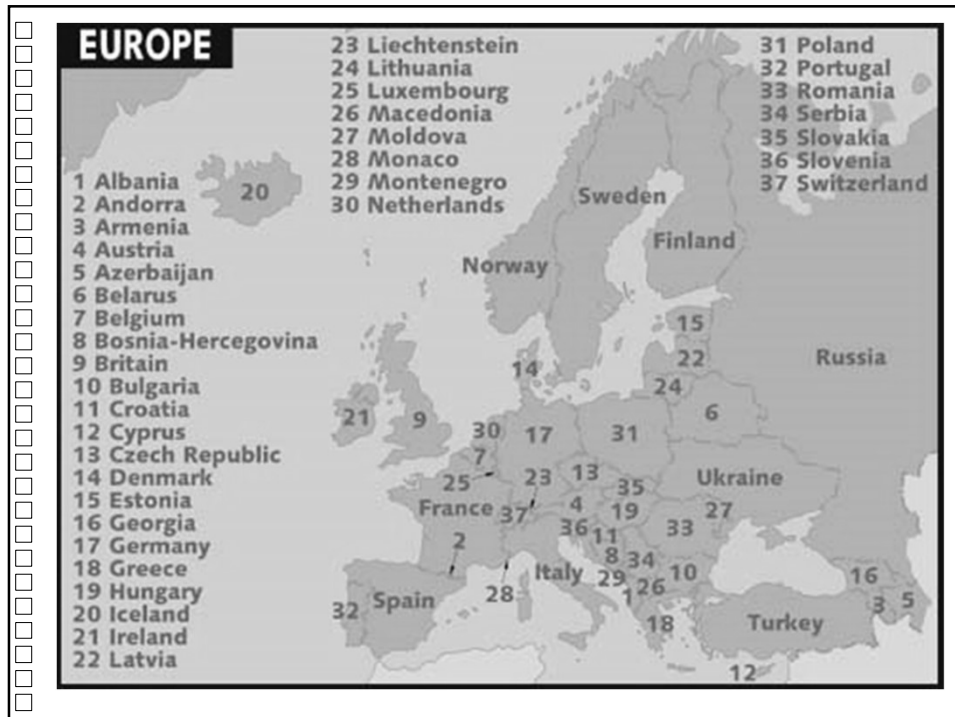 EUROPE
1 Albania
2 Andorra
3 Armenia
4 Austria
5 Azerbaijan
6 Belarus
7 Belgium
8 Bosnia-Hercegovina
9 Britain
10 Bulgaria
11 Croatia
12 Cyprus
13 Czech Republic
14 Denmark
15 Estonia
16 Georgia
17 Germany
18 Greece
19 Hungary
20 Iceland
21 Ireland
22 Latvia
23 Liechtenstein
24 Lithuania
25 Luxembourg
26 Macedonia
27 Moldova
28 Monaco
29 Montenegro
30 Netherlands
31 Poland
32 Portugal
33 Romania
34 Serbia
35 Slovakia
36 Slovenia
37 Switzerland
20
Sweden
Finland
Norway
15
Russia
14
22
24
21
9
30
17
31
6
7
25
23
13
35
Ukraine
France
37
4
19
27
36
11
33
2
8
34
28
Italy
29
26
10
16
32
Spain
1
18
Turkey
3
5
12